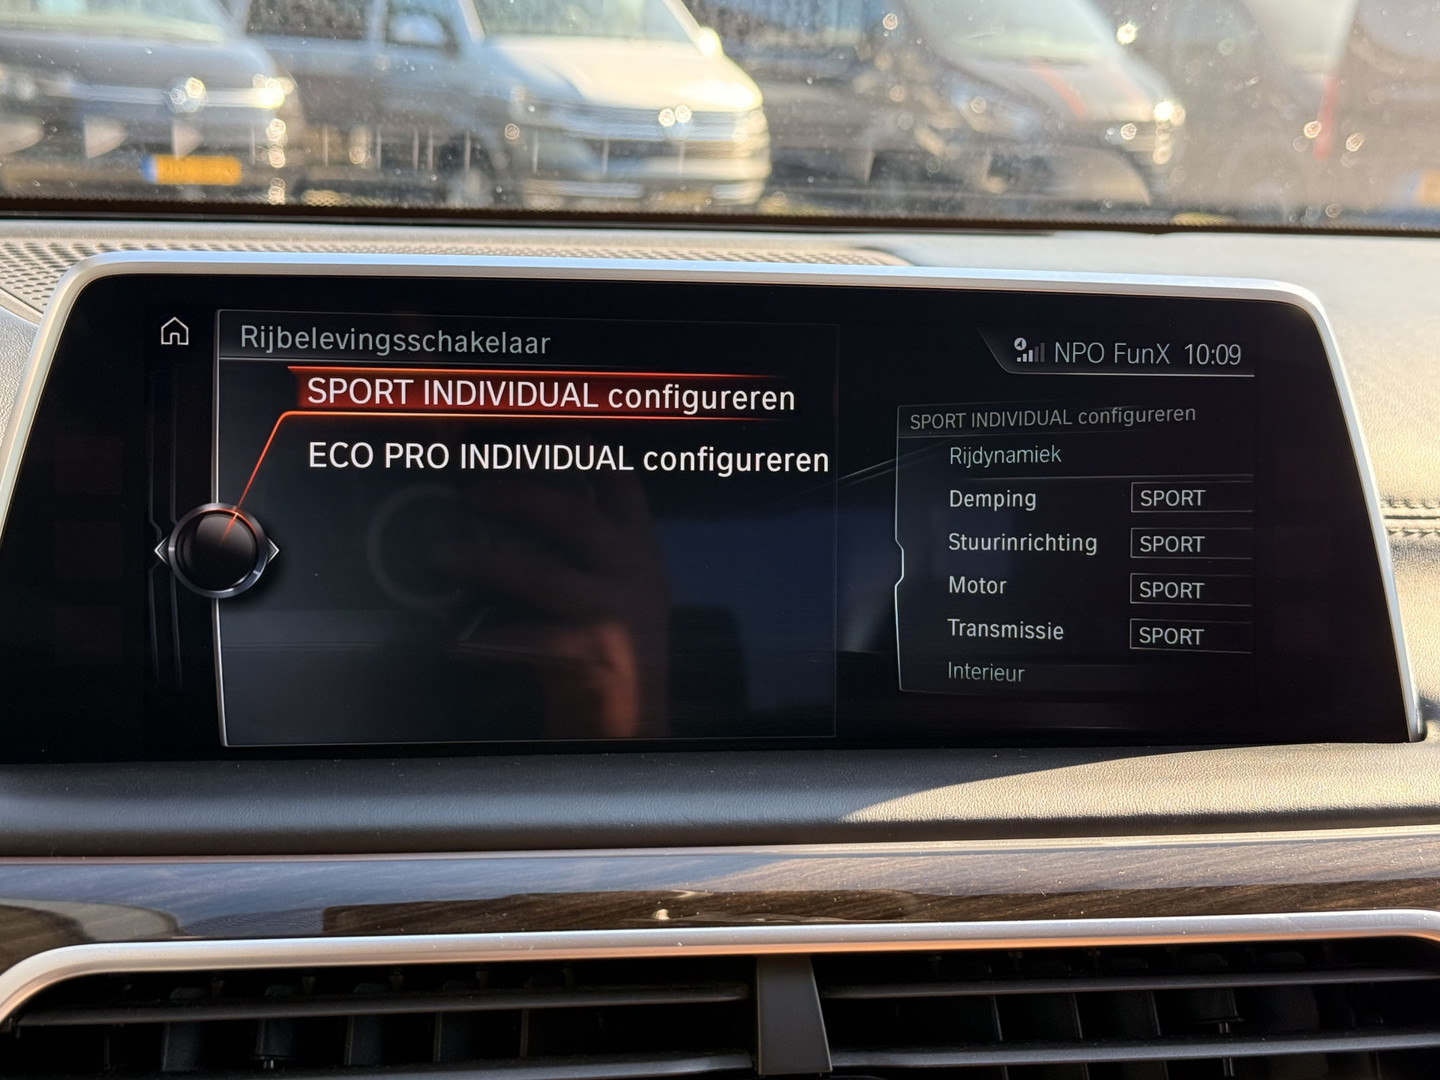 Rijbelevingsschakelaar
SPORT INDIVIDUAL configureren
ECO PRO INDIVIDUAL configureren
NPO FunX 10:09
SPORT INDIVIDUAL configureren
Rijdynamiek
Demping SPORT
Stuurinrichting SPORT
Motor SPORT
Transmissie SPORT
Interieur